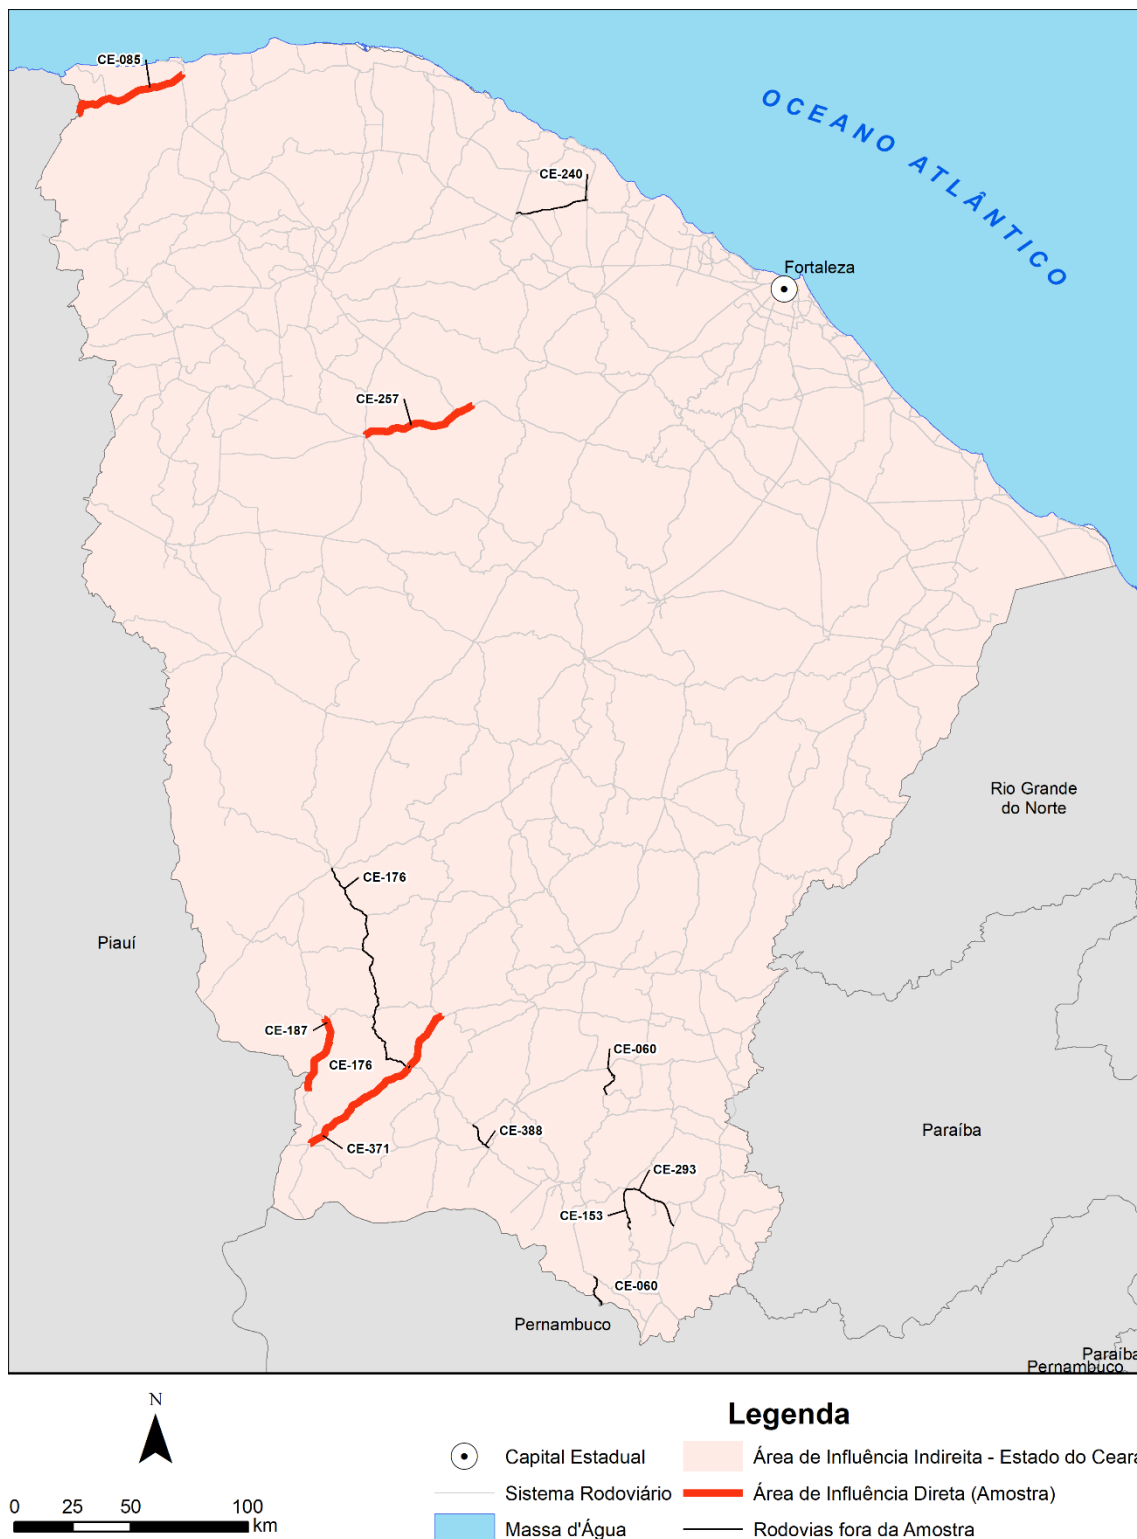 CE-085
OCEANO ATLÂNTICO
CE-240
Fortaleza
CE-257
Rio Grande
do Norte
CE-176
Piauí
CE-187
CE-176
CE-060
CE-388
Paraíba
CE-371
CE-293
CE-153
CE-060
Pernambuco
Paraíba
Pernambuco
N
Legenda
Capital Estadual
Área de Influência Indireita - Estado do Ceará
0 25 50 100
km
Sistema Rodoviário
Área de Influência Direta (Amostra)
Massa d'Água
Rodovias fora da Amostra